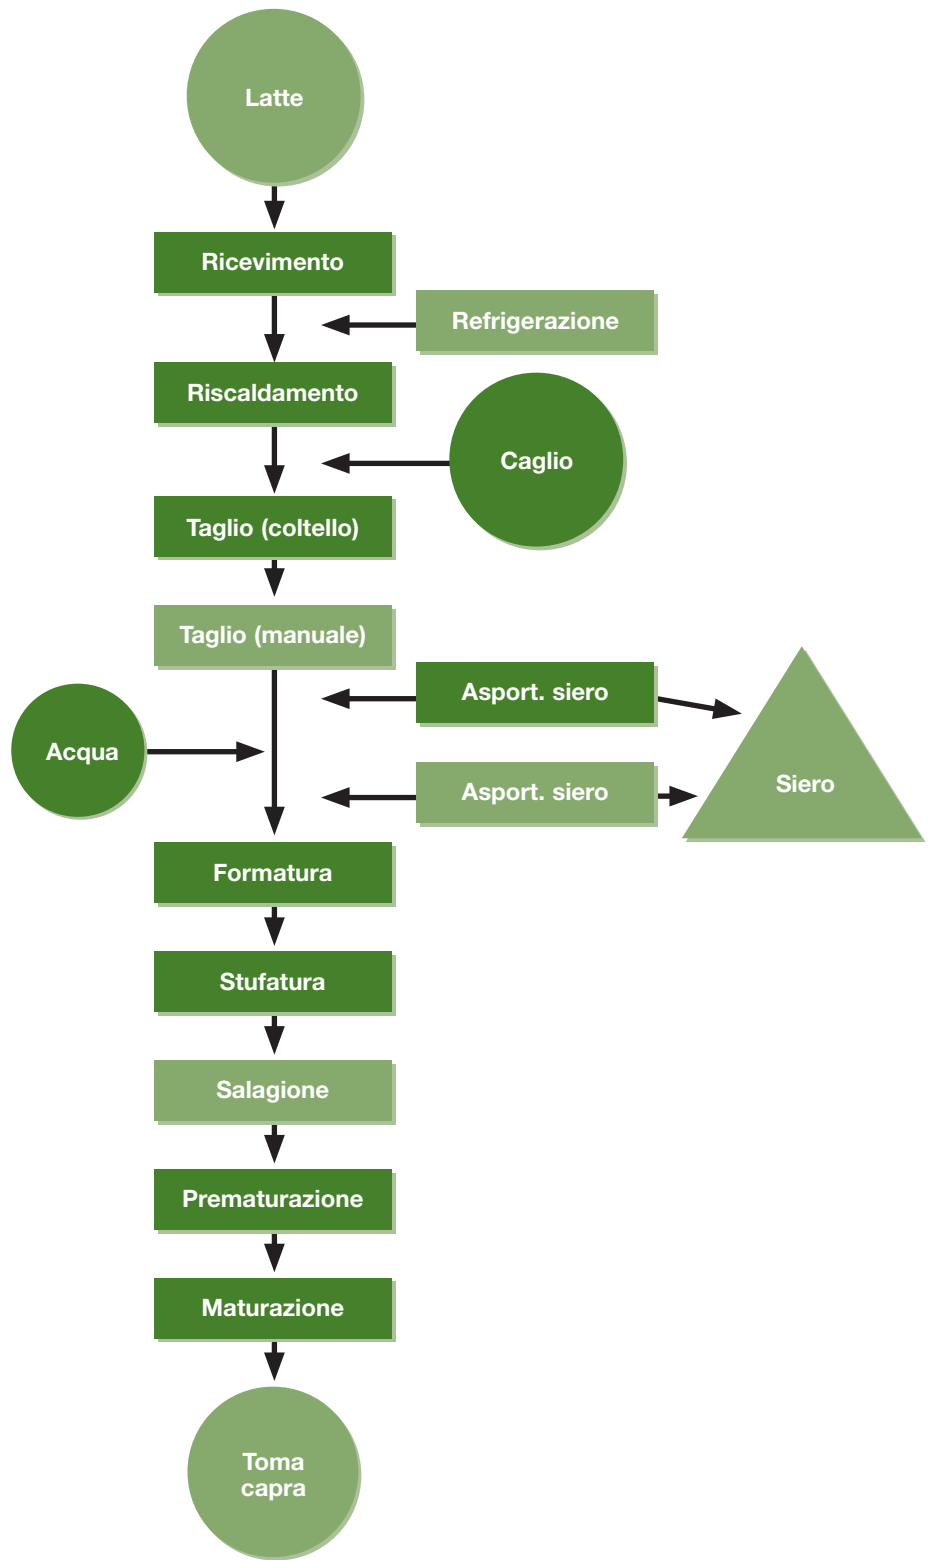 Latte
Ricevimento
Refrigerazione
Riscaldamento
Caglio
Taglio (coltello)
Taglio (manuale)
Asport. siero
Acqua
Siero
Asport. siero
Formatura
Stufatura
Salagione
Prematurazione
Maturazione
Toma
capra